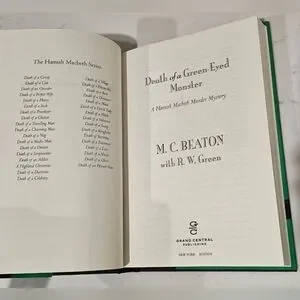 The Hamish Macbeth Series
Death of a Gossip
Death of a Cad
Death of an Outsider
Death of a Perfect Wife
Death of a Hussy
Death of a Snob
Death of a Prankster
Death of a Glutton
Death of a Travelling Man
Death of a Charming Man
Death of a Nag
Death of a Macho Man
Death of a Dentist
Death of a Scriptwriter
Death of an Addict
A Highland Christmas
Death of a Dustman
Death of a Celebrity
Death of a Village
Death of a
Death of a
Death of a
Death of a Maid
Death of a Gentle Lady
Death of a Witch
Death of a Valentine
Death of a Sweep
Death of a Kingfisher
Death of
Death of a
Death of a Liar
Death of a Nurse
Death of a Ghost
Death of an Honest Man
Death of a Green-Eyed
Monster
A Hamish Macbeth Murder Mystery
M. C. BEATON
with R. W. Green
GRAND CENTRAL
PUBLISHING
NEW YORK BOSTON